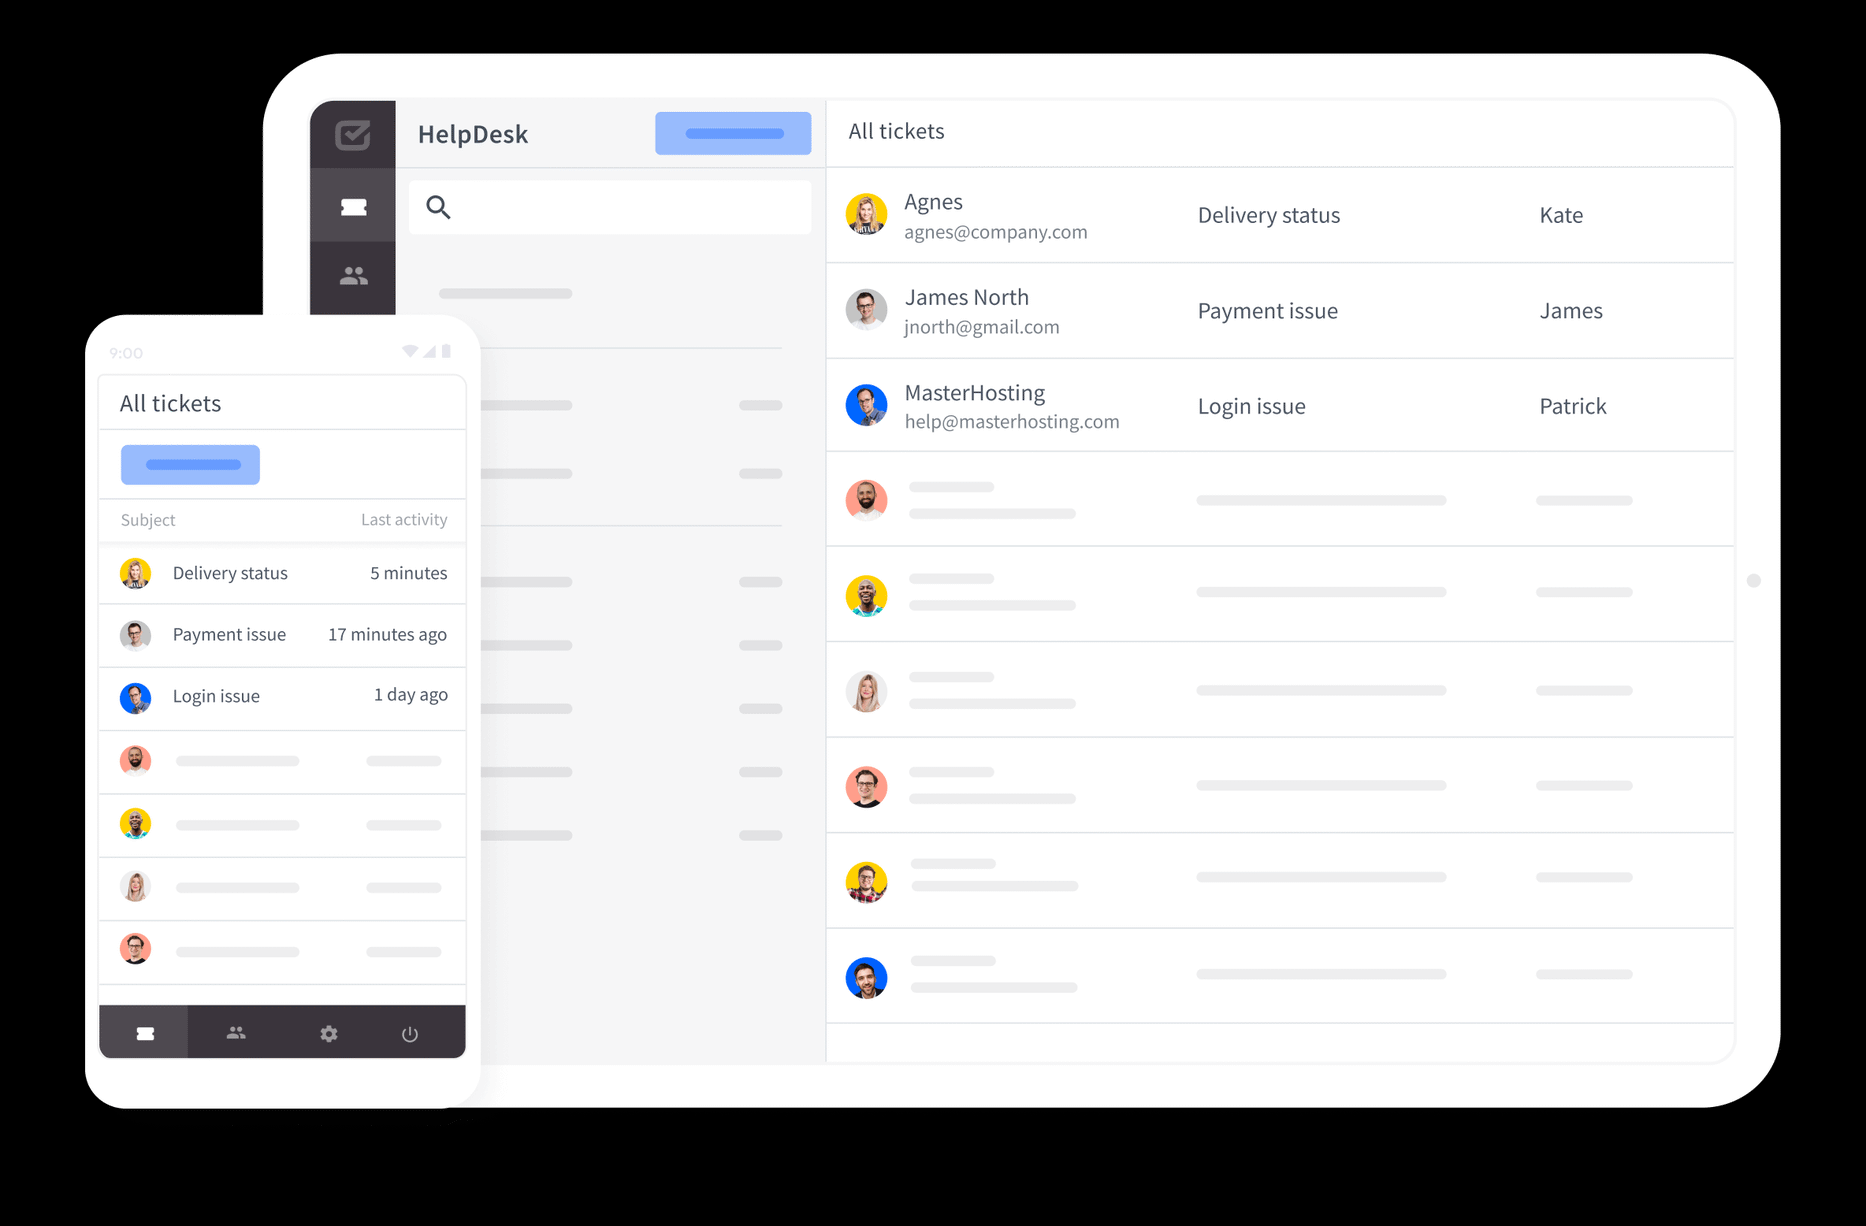 HelpDesk
All tickets
Agnes
agnes@company.com
Delivery status
Kate
James North
jnorth@gmail.com
Payment issue
James
MasterHosting
help@masterhosting.com
Login issue
Patrick
9:00
All tickets
Subject
Last activity
Delivery status
5 minutes
Payment issue
17 minutes ago
Login issue
1 day ago